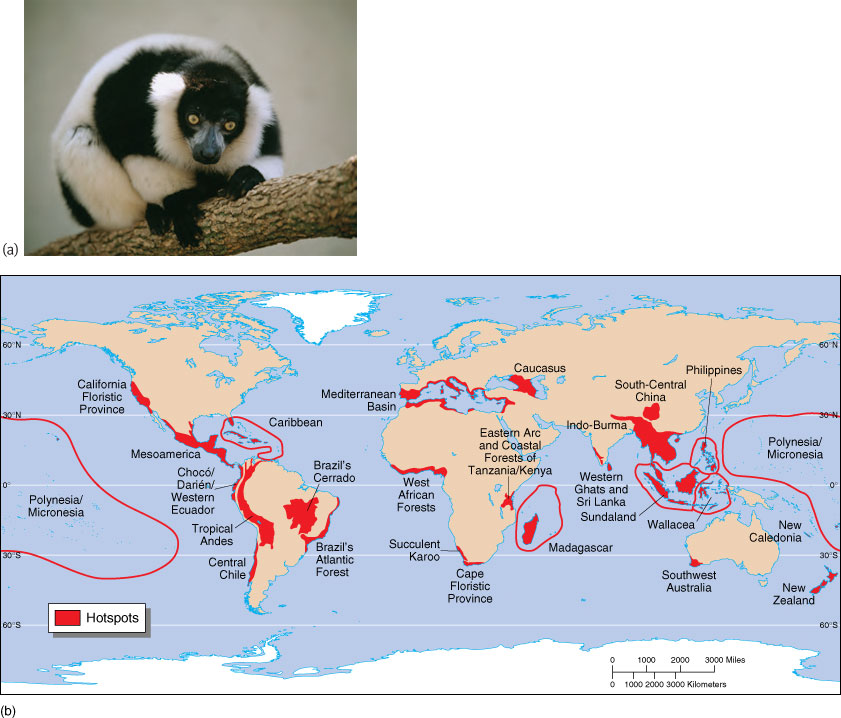 (a)
60°N
60°N
Caucasus
Philippines
California
Floristic
Province
Mediterranean
Basin
South-Central
China
30°N
30°N
Caribbean
Indo-Burma
Eastern Arc
and Coastal
Forests of
Tanzania/Kenya
Polynesia/
Micronesia
Mesoamerica
Chocó/
Darién/
Western
Ecuador
Brazil's
Cerrado
West
African
Forests
Western
Ghats and
Sri Lanka
0°
0°
Polynesia/
Micronesia
Sundaland
Wallacea
Tropical
Andes
Brazil's
Atlantic
Forest
Succulent
Karoo
Madagascar
New
Caledonia
30°S
30°S
Central
Chile
Cape
Floristic
Province
Southwest
Australia
New
Zealand
Hotspots
60°S
60°S
0 1000 2000 3000 Miles
0 1000 2000 3000 Kilometers
(b)